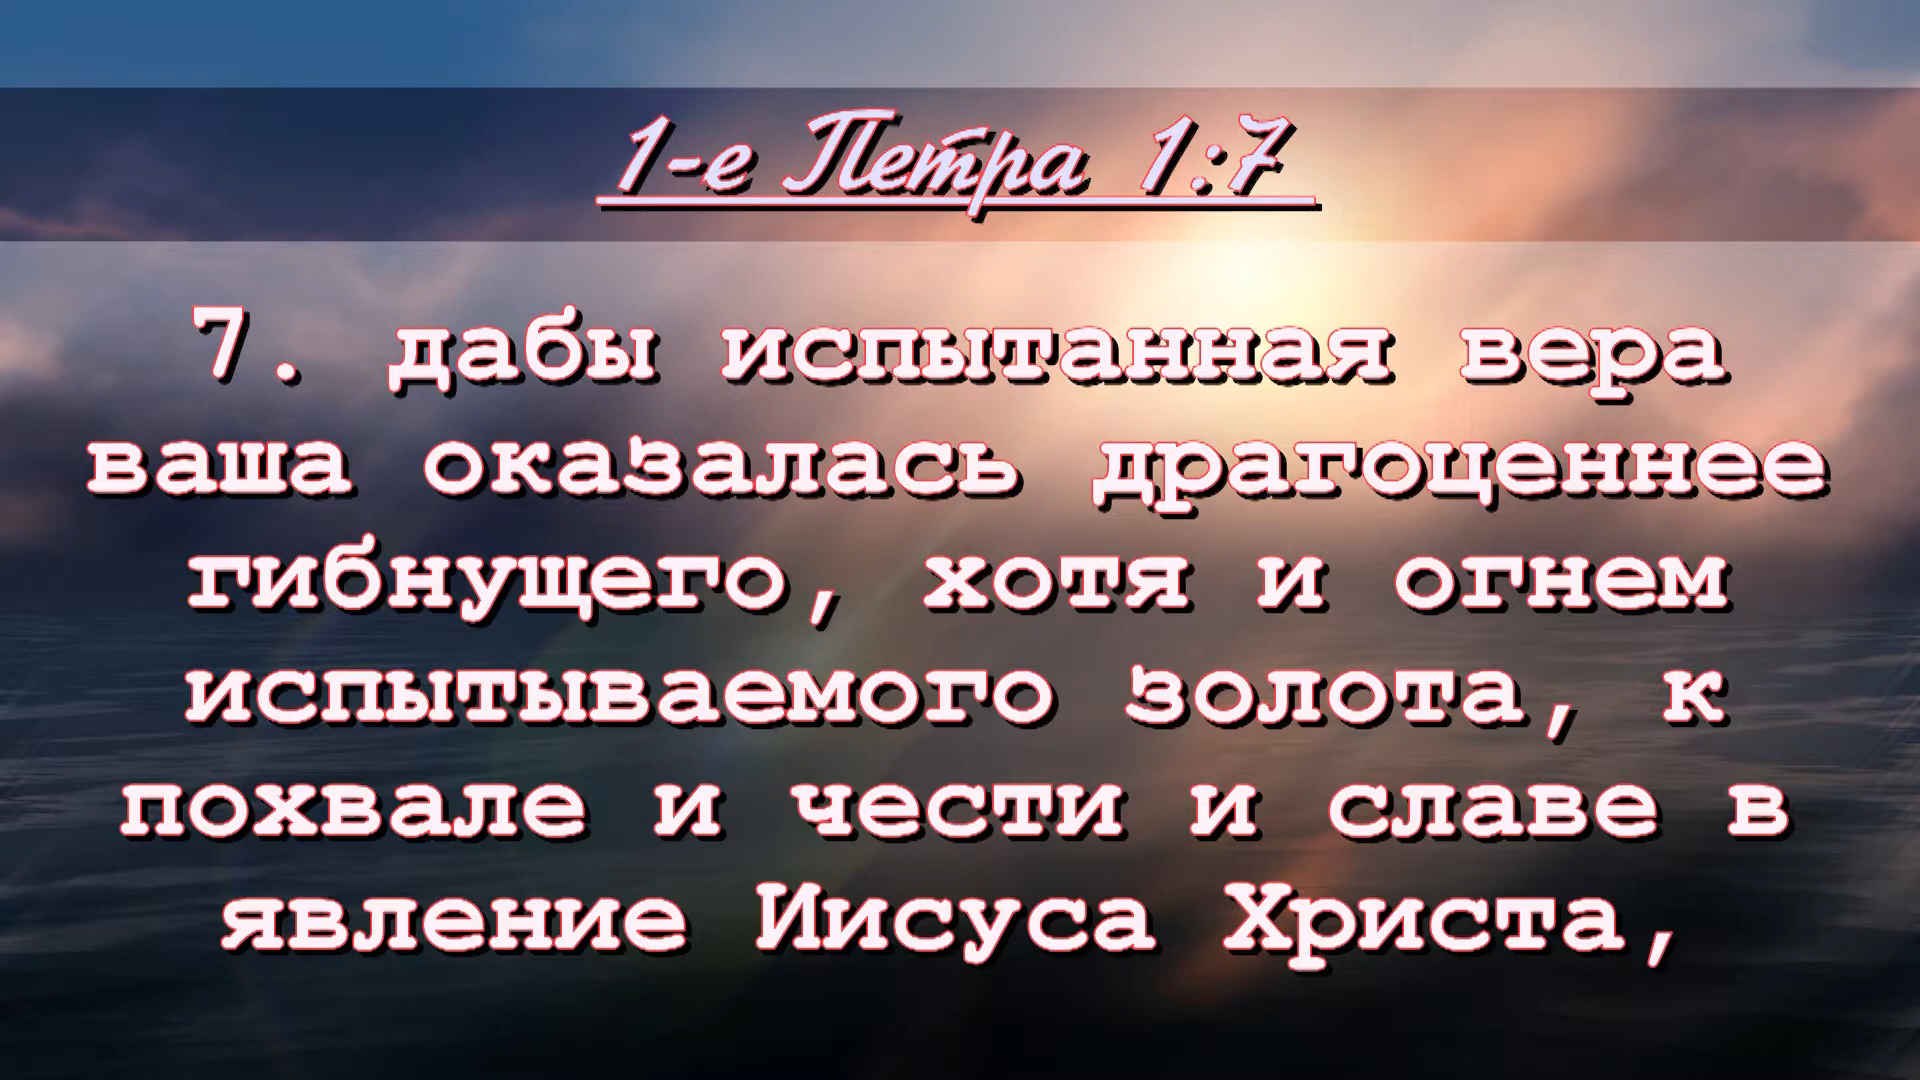 1-е Петра 1:7
7. дабы испытанная вера
ваша оказалась драгоценнее
гибнущего, хотя и огнем
испытываемого золота, к
похвале и чести и славе в
явление Иисуса Христа,